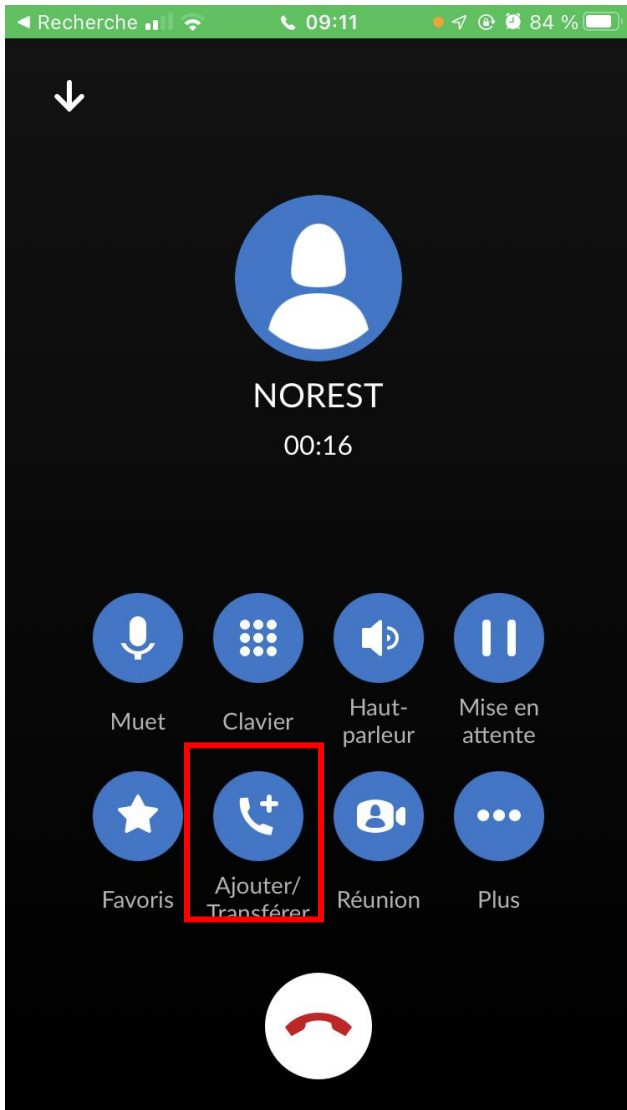 ◀ Recherche 09:11 84 %
NOREST
00:16
Muet Clavier Haut-parleur Mise en attente
Favoris Ajouter/Transférer Réunion Plus